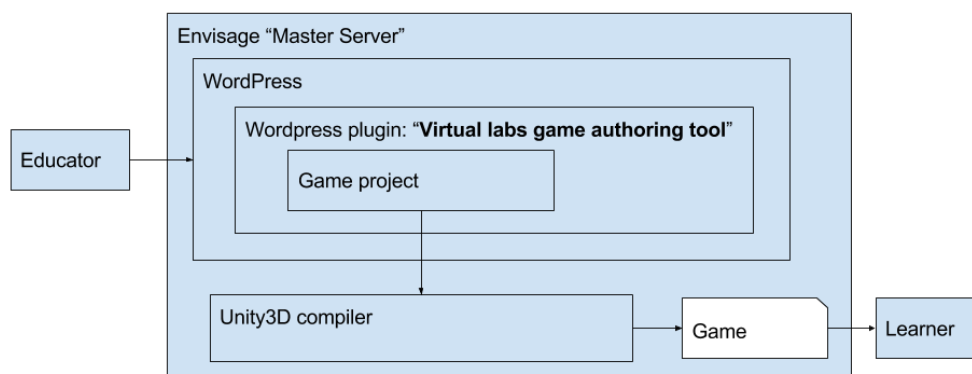 Envisage “Master Server”
WordPress
Wordpress plugin: “Virtual labs game authoring tool”
Educator
Game project
Unity3D compiler
Game
Learner